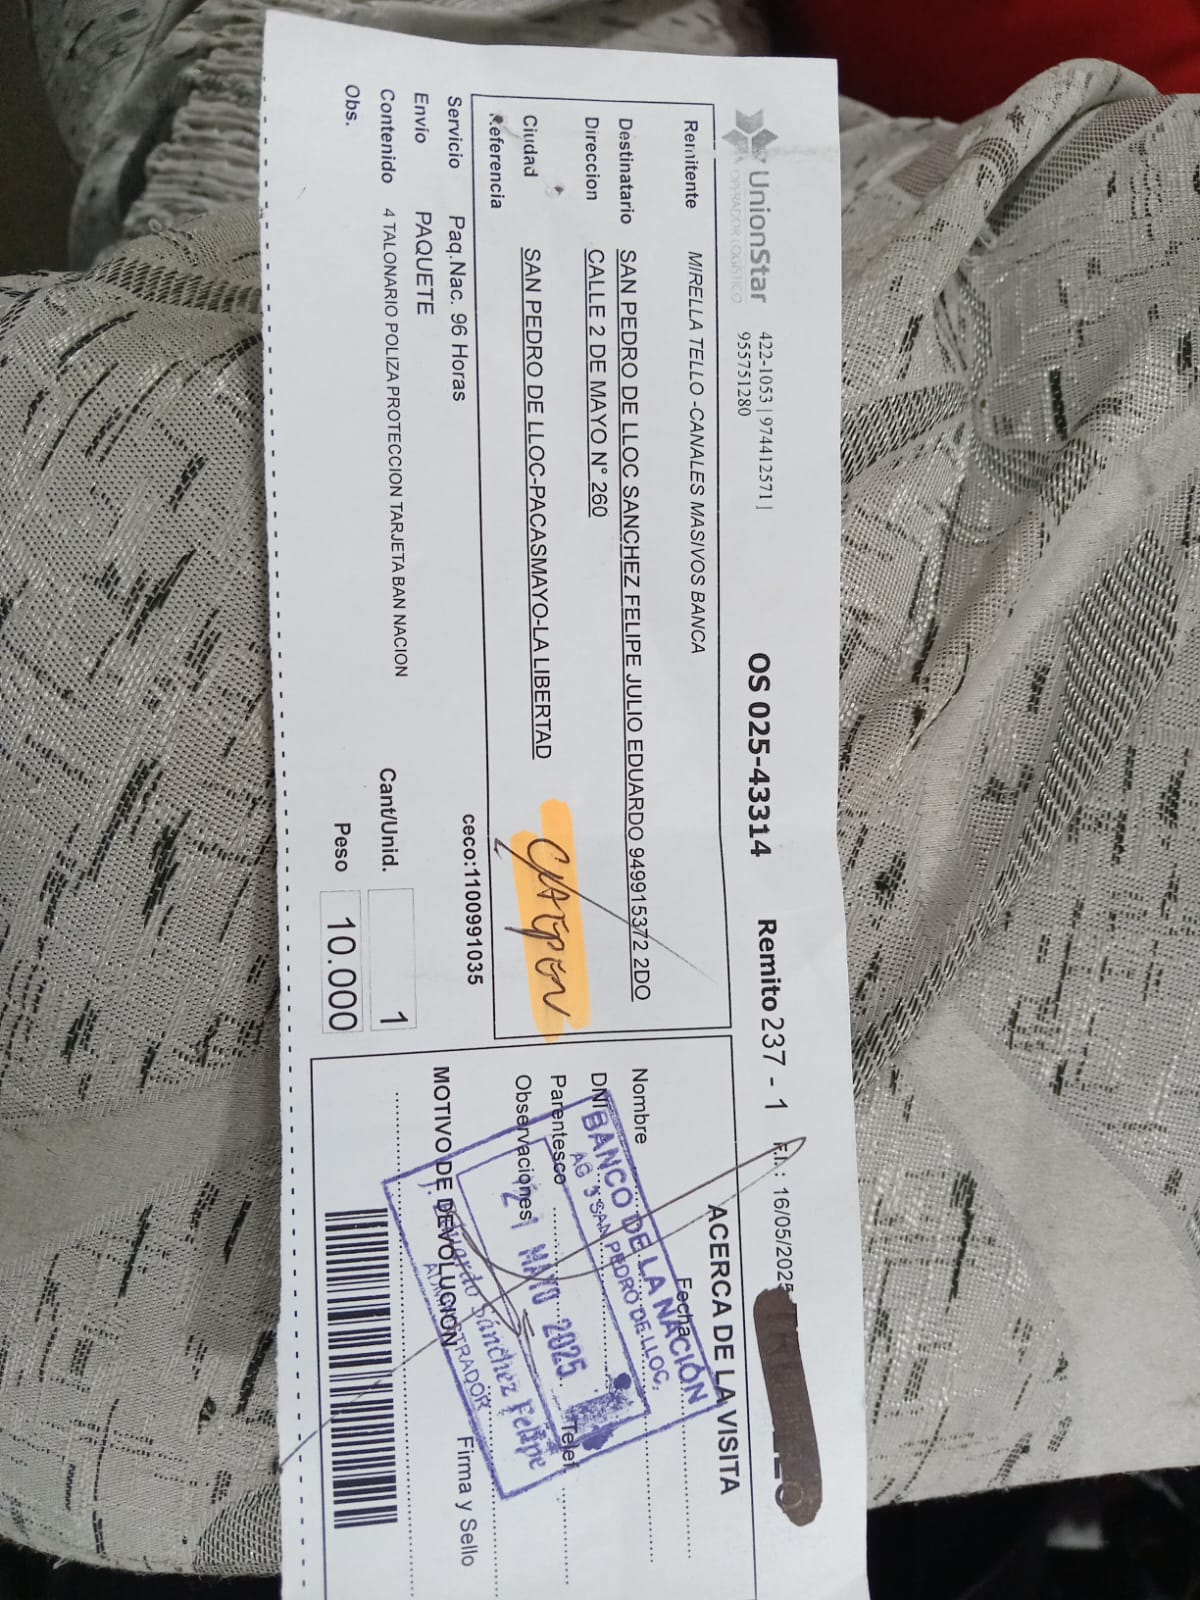 UnionStar
OPERADOR LOGISTICO
422-1053 | 974412571 |
955751280
OS 025-43314
Remito 237 - 1
F.I.: 16/05/2025
Remitente MIRELLA TELLO -CANALES MASIVOS BANCA
Destinatario SAN PEDRO DE LLOC SANCHEZ FELIPE JULIO EDUARDO 949915372 2DO
Direccion CALLE 2 DE MAYO N° 260
Ciudad SAN PEDRO DE LLOC-PACASMAYO-LA LIBERTAD
Referencia
CHEPEN
Servicio Paq.Nac. 96 Horas
ceco:1100991035
Envio PAQUETE
Contenido 4 TALONARIO POLIZA PROTECCION TARJETA BAN NACION
Cant/Unid. 1
Obs.
Peso 10.000
ACERCA DE LA VISITA
Fecha
Nombre
DNI
Parentesco
Telef.
Observaciones
MOTIVO DE DEVOLUCION
Firma y Sello
BANCO DE LA NACIÓN
AG 3 SAN PEDRO DE LLOC,
21 MAYO 2025
J. Eduardo Sánchez Felipe
ADMINISTRADOR